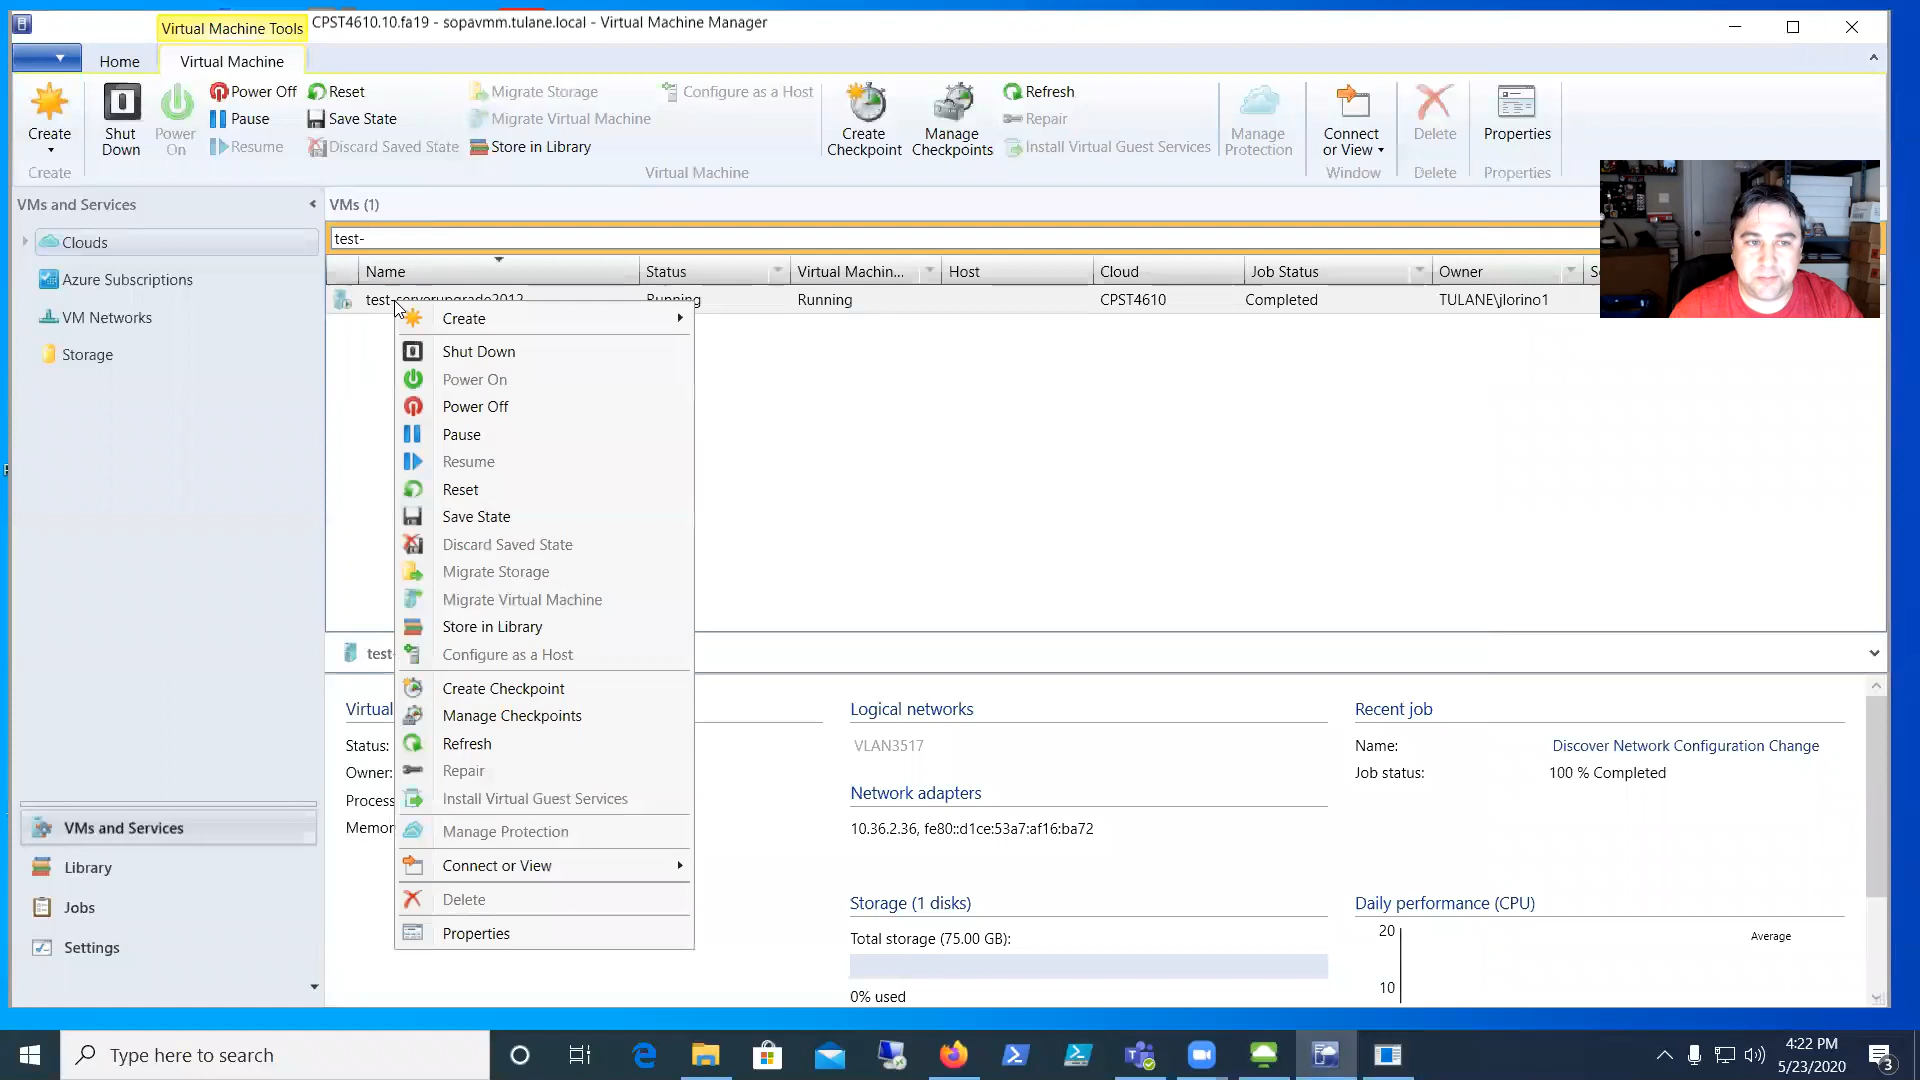 Virtual Machine Tools
CPST4610.10.fa19 - sopavmm.tulane.local - Virtual Machine Manager
Home
Virtual Machine
Create
Shut Down
Power On
Power Off
Pause
Resume
Reset
Save State
Discard Saved State
Migrate Storage
Migrate Virtual Machine
Store in Library
Configure as a Host
Create Checkpoint
Manage Checkpoints
Refresh
Repair
Install Virtual Guest Services
Manage Protection
Connect or View
Delete
Properties
Create
Virtual Machine
Window
Delete
Properties
VMs and Services
Clouds
Azure Subscriptions
VM Networks
Storage
VMs (1)
test-
Name Status Virtual Machin... Host Cloud Job Status Owner
test-serverupgrade2012 Running Running CPST4610 Completed TULANE\jlorino1
Create
Shut Down
Power On
Power Off
Pause
Resume
Reset
Save State
Discard Saved State
Migrate Storage
Migrate Virtual Machine
Store in Library
Configure as a Host
Create Checkpoint
Manage Checkpoints
Refresh
Repair
Install Virtual Guest Services
Manage Protection
Connect or View
Delete
Properties
test-
Virtual
Status:
Owner:
Process
Memor
Logical networks
VLAN3517
Network adapters
10.36.2.36, fe80::d1ce:53a7:af16:ba72
Storage (1 disks)
Total storage (75.00 GB):
0% used
Recent job
Name: Discover Network Configuration Change
Job status: 100 % Completed
Daily performance (CPU)
20
Average
10
VMs and Services
Library
Jobs
Settings
Type here to search
4:22 PM
5/23/2020
3